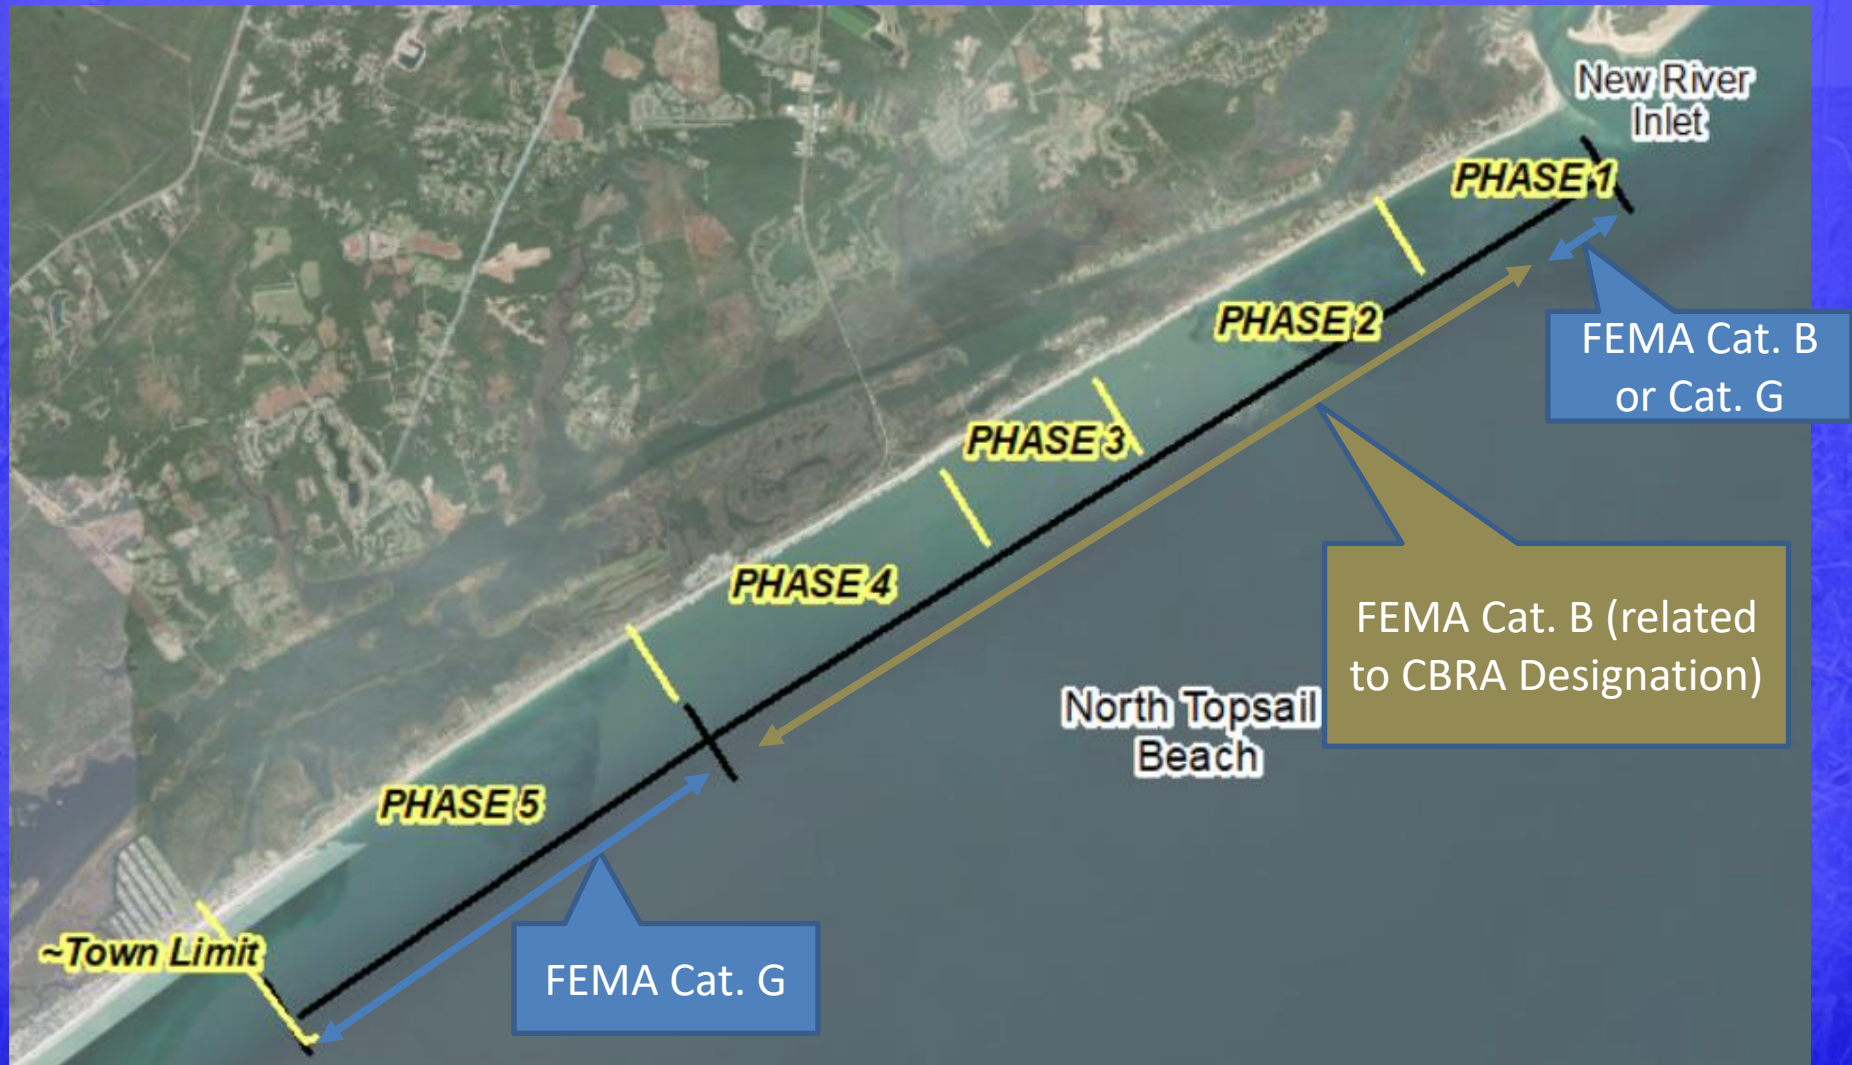 New River
Inlet
PHASE 1
PHASE 2
FEMA Cat. B
or Cat. G
PHASE 3
PHASE 4
FEMA Cat. B (related
to CBRA Designation)
North Topsail
Beach
PHASE 5
~Town Limit
FEMA Cat. G